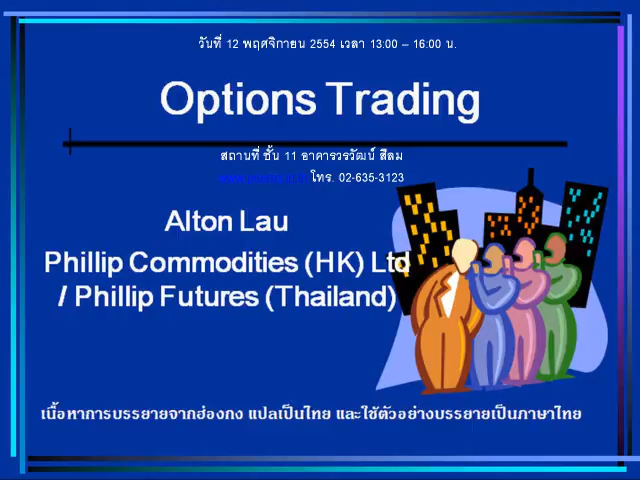 วันที่ 12 พฤศจิกายน 2554 เวลา 13:00 – 16:00 น.
Options Trading
สถานที่ ชั้น 11 อาคารวรวัฒน์ สีลม
โทร. 02-635-3123
Alton Lau
Phillip Commodities (HK) Ltd
/ Phillip Futures (Thailand)
เนื้อหาการบรรยายจากฮ่องกง แปลเป็นไทย และใช้ตัวอย่างบรรยายเป็นภาษาไทย